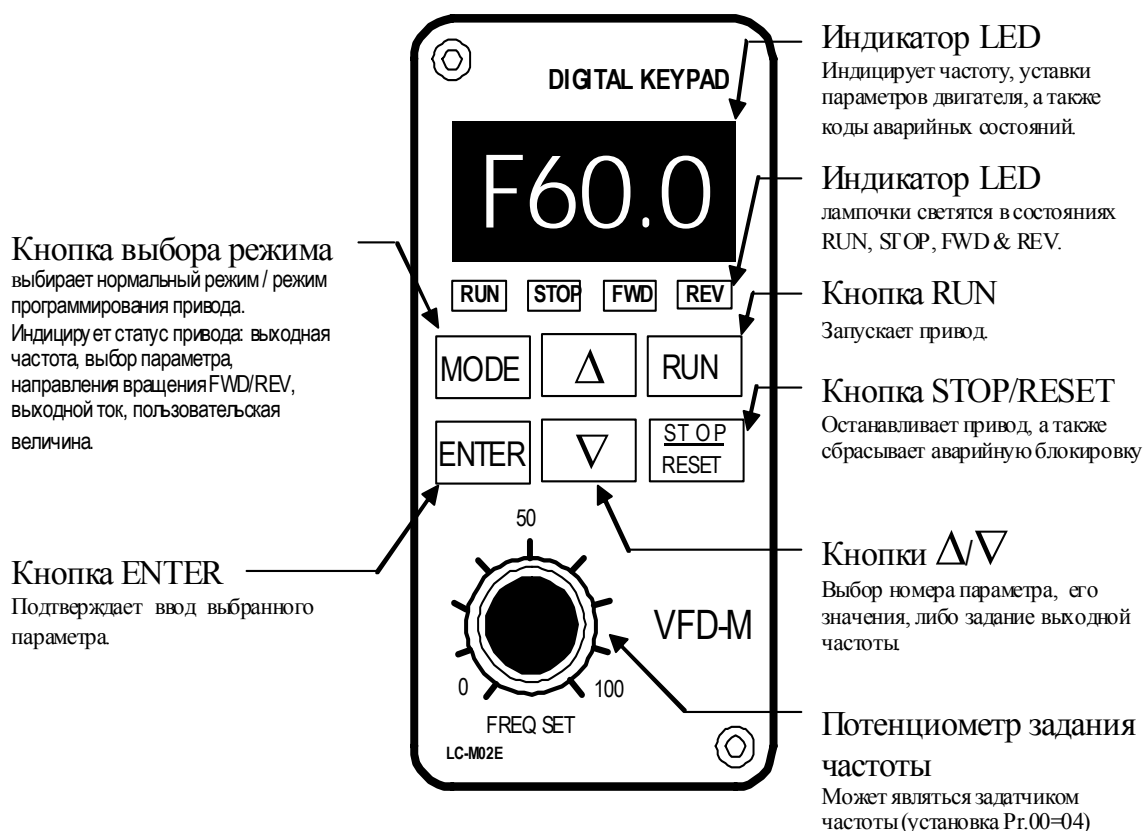 Кнопка выбора режима
выбирает нормальный режим / режим
программирования привода.
Индицирует статус привода: выходная
частота, выбор параметра,
направления вращения FWD/REV,
выходной ток, пользовательская
величина.
Кнопка ENTER
Подтверждает ввод выбранного
параметра.
DIGITAL KEYPAD
F60.0
RUN STOP FWD REV
MODE Δ RUN
ENTER ∇ STOP
RESET
50
0 100
FREQ SET
VFD-M
LC-M02E
Индикатор LED
Индицирует частоту, уставки
параметров двигателя, а также
коды аварийных состояний.
Индикатор LED
лампочки светятся в состояниях
RUN, STOP, FWD & REV.
Кнопка RUN
Запускает привод.
Кнопка STOP/RESET
Останавливает привод, а также
сбрасывает аварийную блокировку
Кнопки Δ/∇
Выбор номера параметра, его
значения, либо задание выходной
частоты.
Потенциометр задания
частоты
Может являться задатчиком
частоты (установка Pr.00=04)